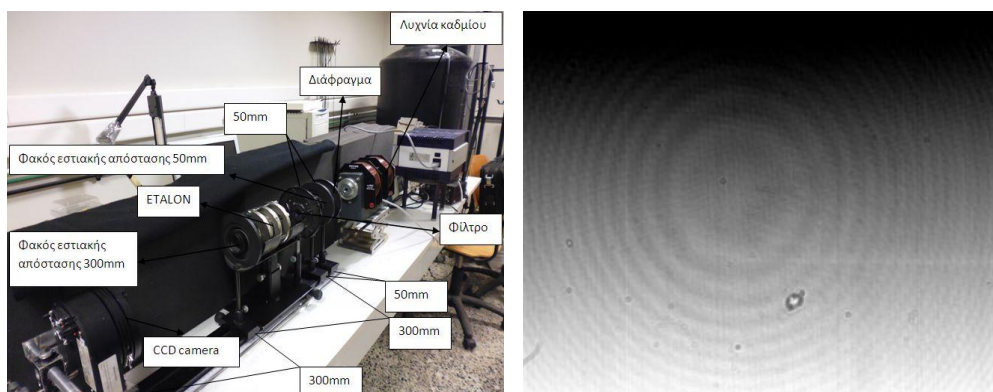 Λυχνία καδμίου
Διάφραγμα
50mm
Φακός εστιακής απόστασης 50mm
ETALON
Φίλτρο
Φακός εστιακής
απόστασης 300mm
50mm
300mm
CCD camera
300mm